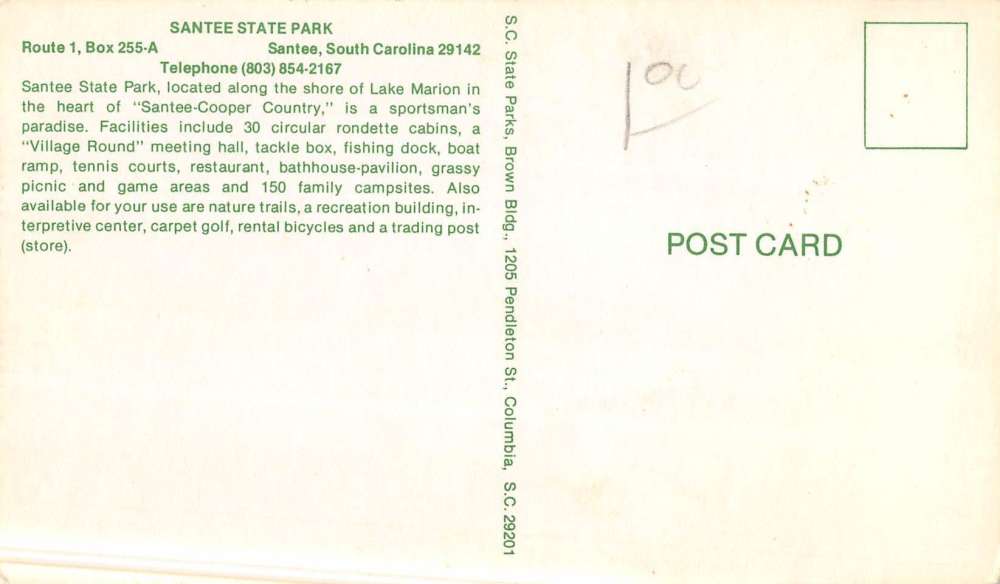 SANTEE STATE PARK
Route 1, Box 255-A Santee, South Carolina 29142
Telephone (803) 854-2167
Santee State Park, located along the shore of Lake Marion in
the heart of "Santee-Cooper Country," is a sportsman's
paradise. Facilities include 30 circular rondette cabins, a
"Village Round" meeting hall, tackle box, fishing dock, boat
ramp, tennis courts, restaurant, bathhouse-pavilion, grassy
picnic and game areas and 150 family campsites. Also
available for your use are nature trails, a recreation building, in-
terpretive center, carpet golf, rental bicycles and a trading post
(store).
S.C. State Parks, Brown Bldg., 1205 Pendleton St., Columbia, S.C. 29201
100
POST CARD